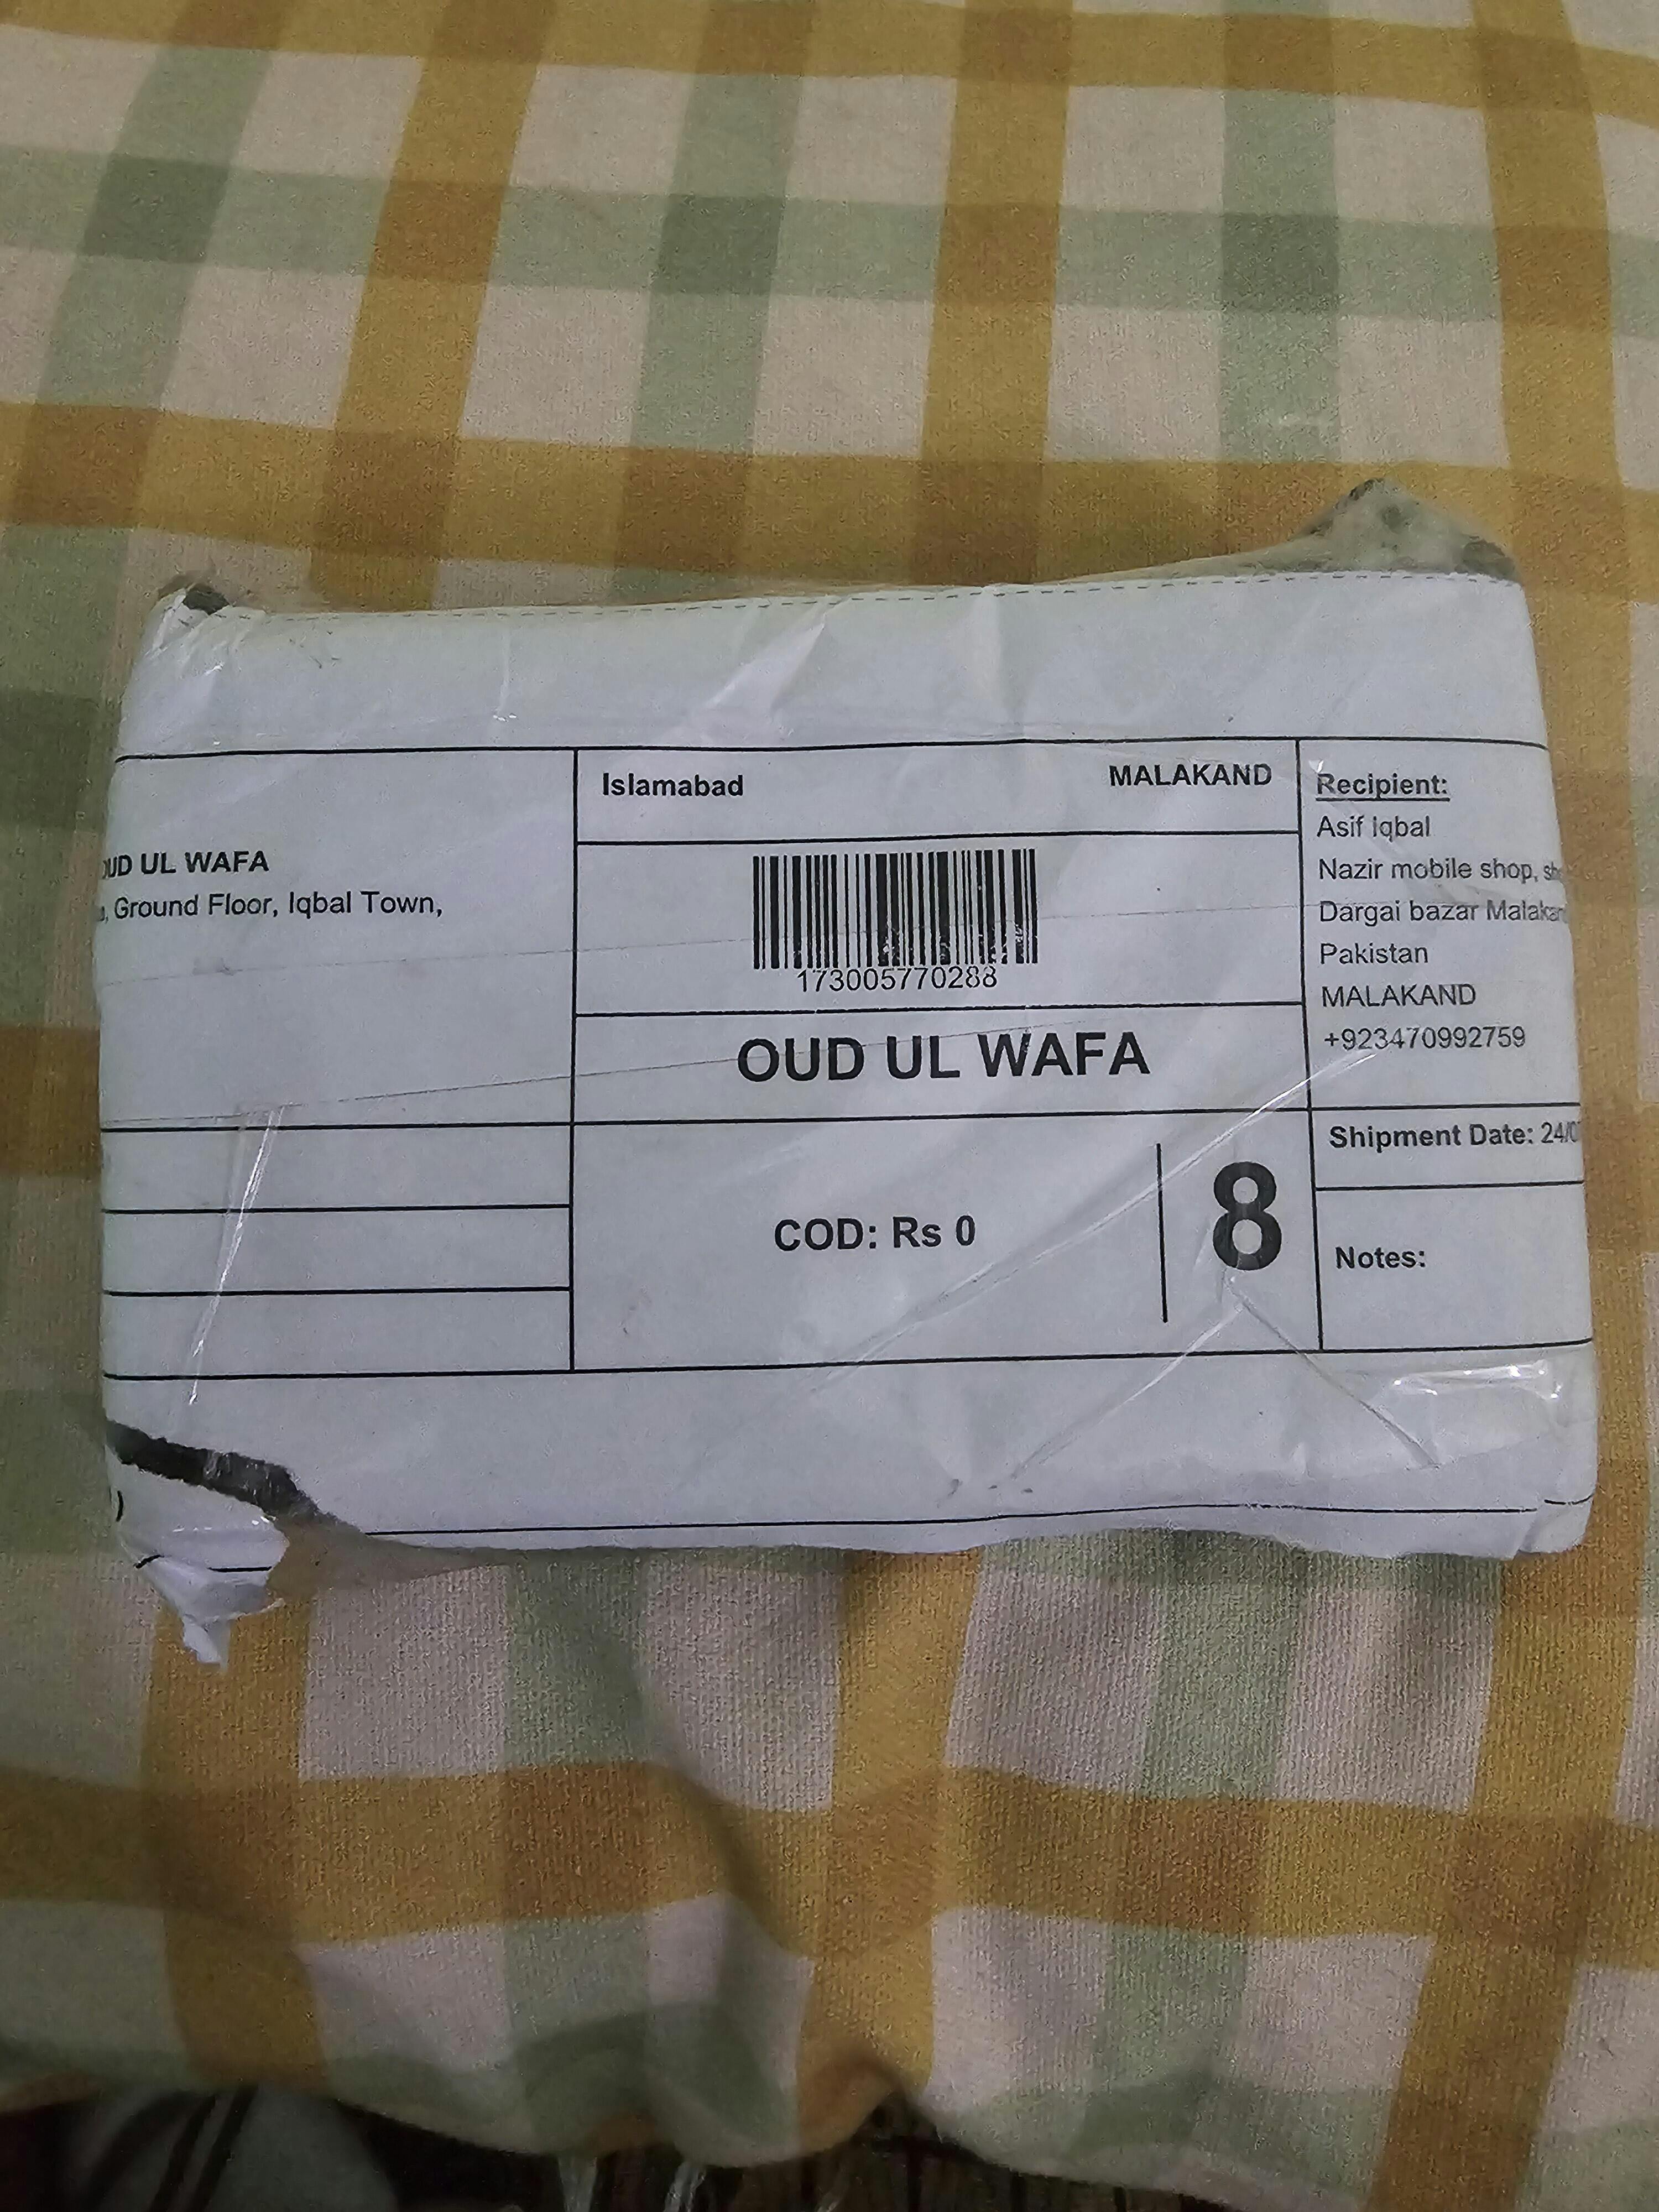 OUD UL WAFA
Ground Floor, Iqbal Town,
Islamabad
MALAKAND
173005770288
OUD UL WAFA
COD: Rs 0
8
Recipient:
Asif Iqbal
Nazir mobile shop,
Dargai bazar
Pakistan
MALAKAND
+923470992759
Shipment Date: 24/
Notes:
)